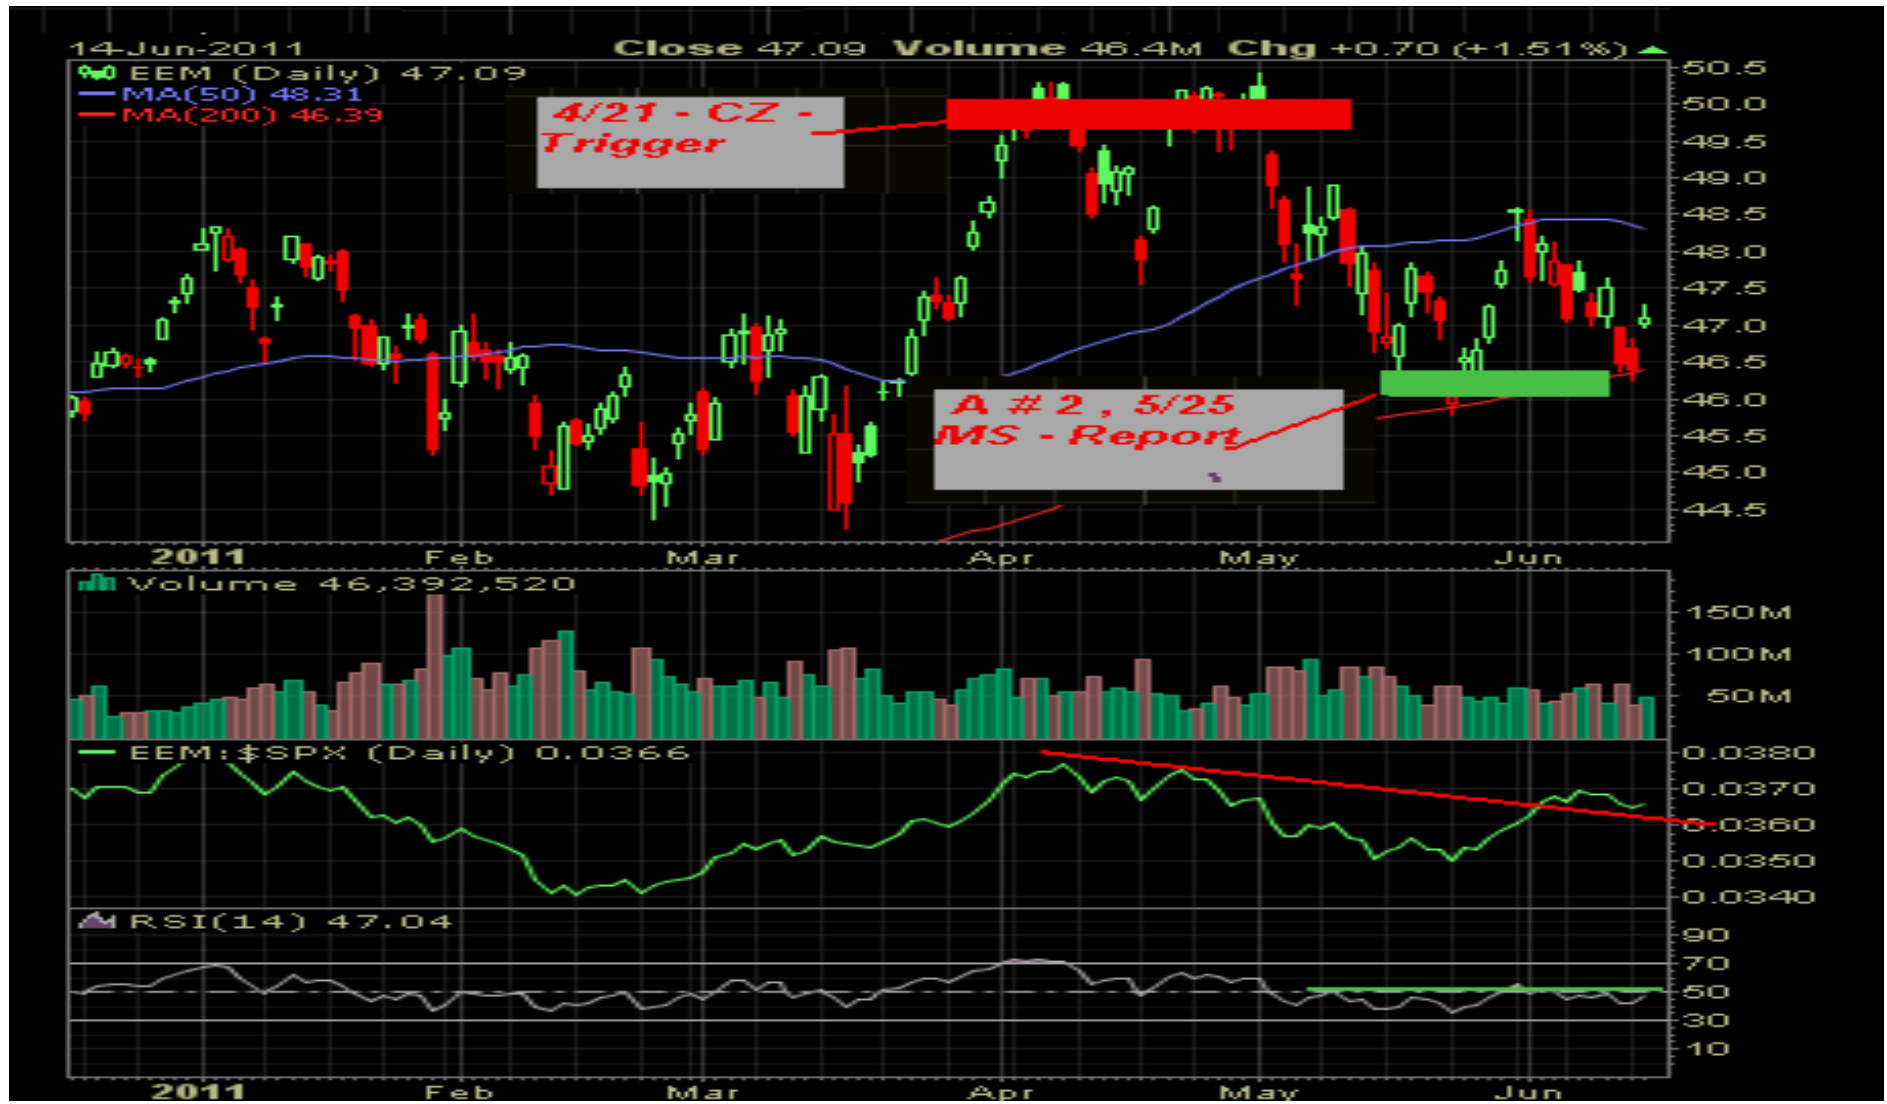 14-Jun-2011 Close 47.09 Volume 46.4M Chg +0.70 (+1.51%)
EEM (Daily) 47.09
MA(50) 48.31
MA(200) 46.39
4/21 - CZ -
Trigger
A # 2 , 5/25
MS - Report
50.5
50.0
49.5
49.0
48.5
48.0
47.5
47.0
46.5
46.0
45.5
45.0
44.5
2011 Feb Mar Apr May Jun
Volume 46,392,520
150M
100M
50M
EEM:$SPX (Daily) 0.0366
0.0380
0.0370
0.0360
0.0350
0.0340
RSI(14) 47.04
90
70
50
30
10
2011 Feb Mar Apr May Jun